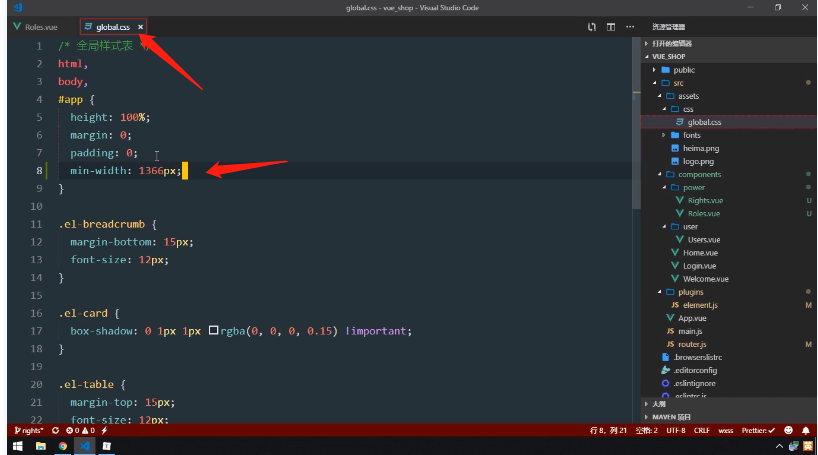 global.css - vue_shop - Visual Studio Code
Roles.vue
global.css
资源管理器
打开的编辑器
VUE_SHOP
public
src
assets
css
global.css
fonts
heima.png
logo.png
components
power
Rights.vue U
Roles.vue U
user
Users.vue
Home.vue
Login.vue
Welcome.vue
plugins
element.js M
App.vue
main.js
router.js M
.browserslistrc
.editorconfig
.eslintignore
.eslintrc.js
大纲
MAVEN 项目
1 /* 全局样式表 */
2 html,
3 body,
4 #app {
5 height: 100%;
6 margin: 0;
7 padding: 0;
8 min-width: 1366px;
9 }
10
11 .el-breadcrumb {
12 margin-bottom: 15px;
13 font-size: 12px;
14 }
15
16 .el-card {
17 box-shadow: 0 1px 1px rgba(0, 0, 0, 0.15) !important;
18 }
19
20 .el-table {
21 margin-top: 15px;
22 font-size: 12px;
rights* 0 0 行 8，列 21 空格: 2 UTF-8 CRLF wxss Prettier: ✓